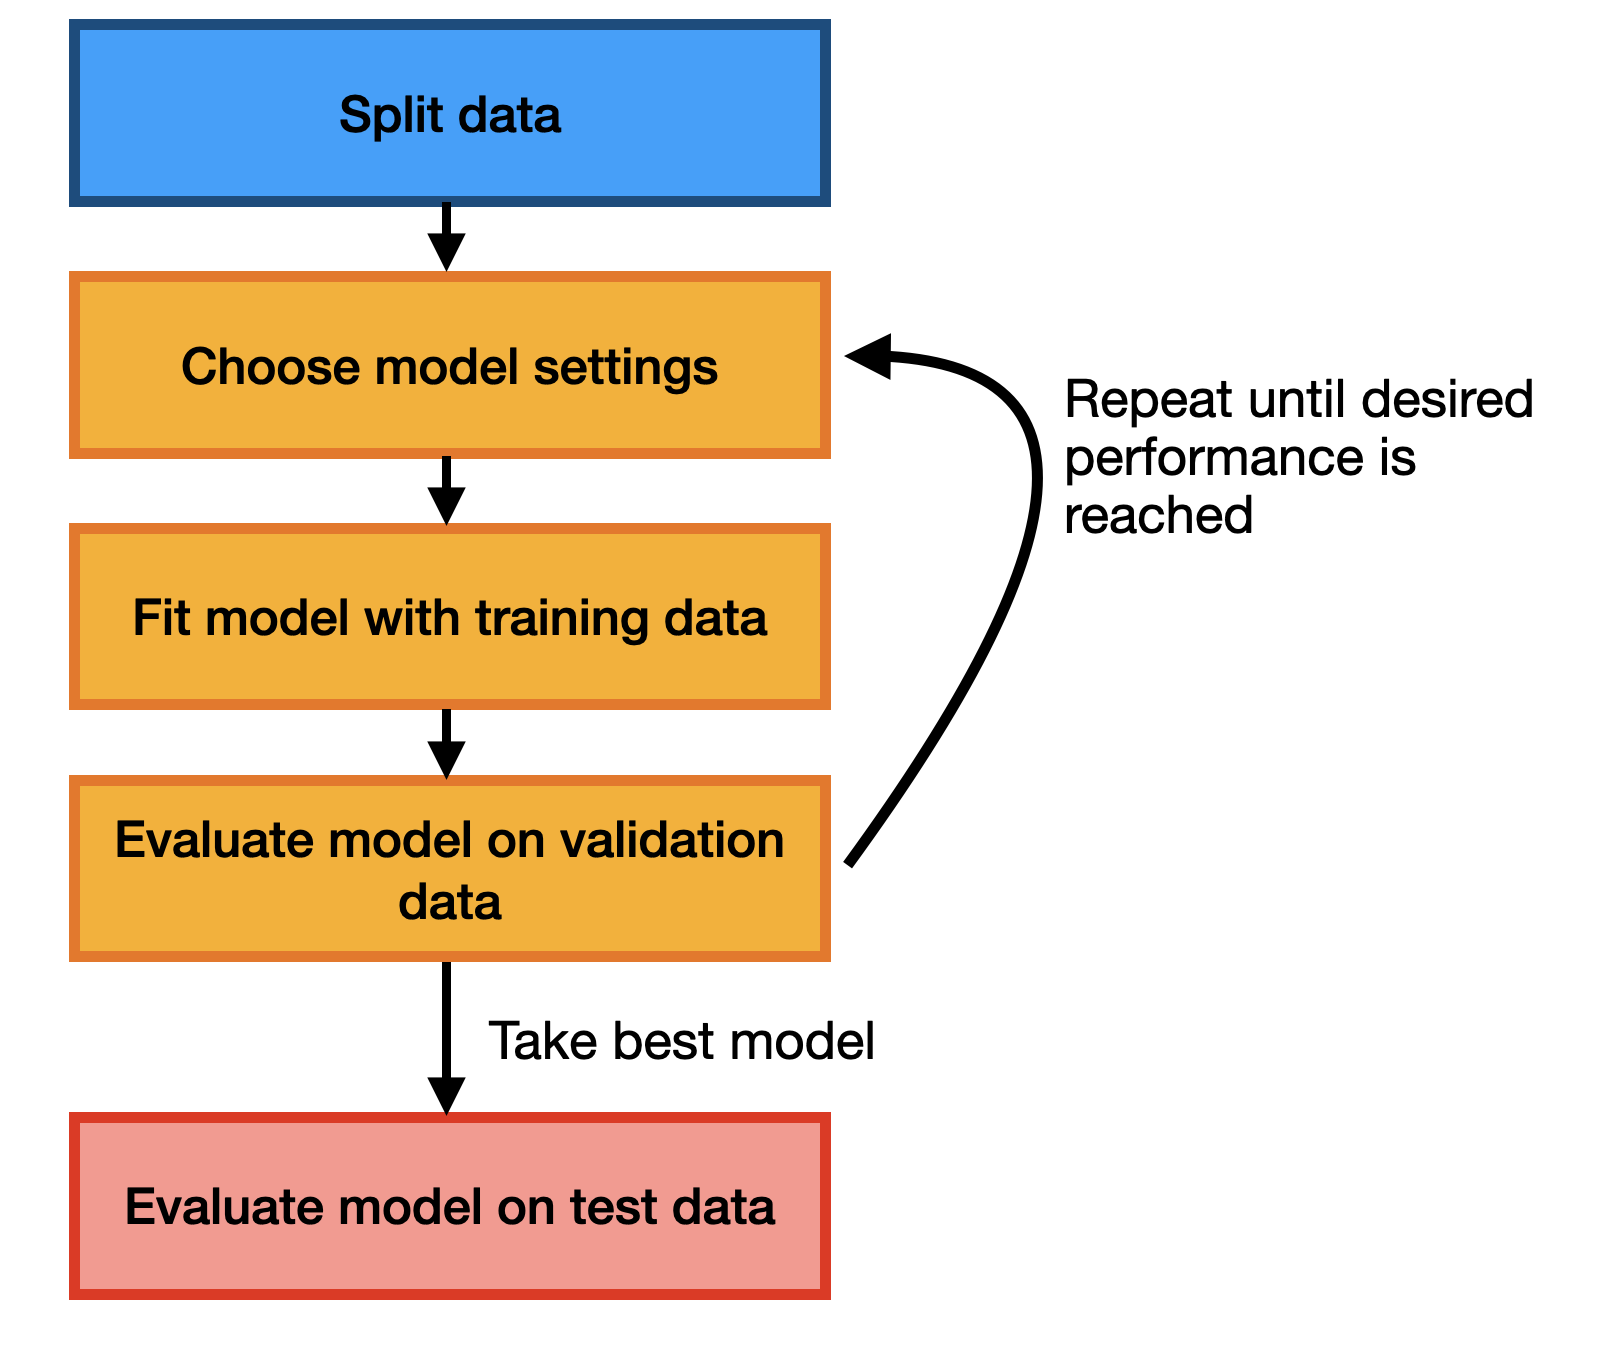 Split data
Choose model settings
Repeat until desired
performance is
reached
Fit model with training data
Evaluate model on validation
data
Take best model
Evaluate model on test data